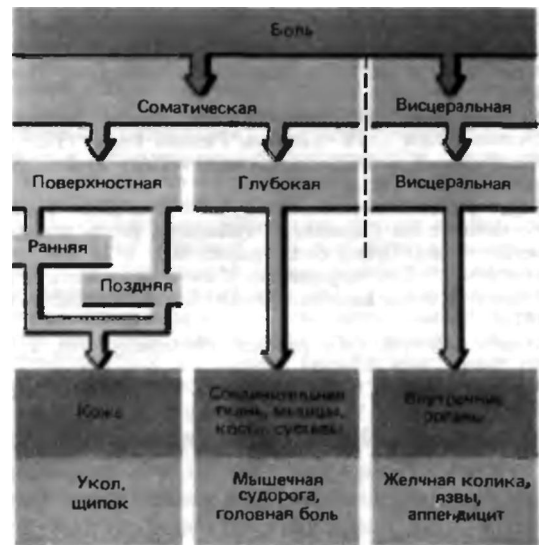 Боль
Соматическая
Висцеральная
Поверхностная
Глубокая
Висцеральная
Ранняя
Поздняя
Кожа
Соединительная
ткань, мышцы,
кости, суставы
Внутренние
органы
Укол,
щипок
Мышечная
судорога,
головная боль
Желчная колика,
язвы,
аппендицит